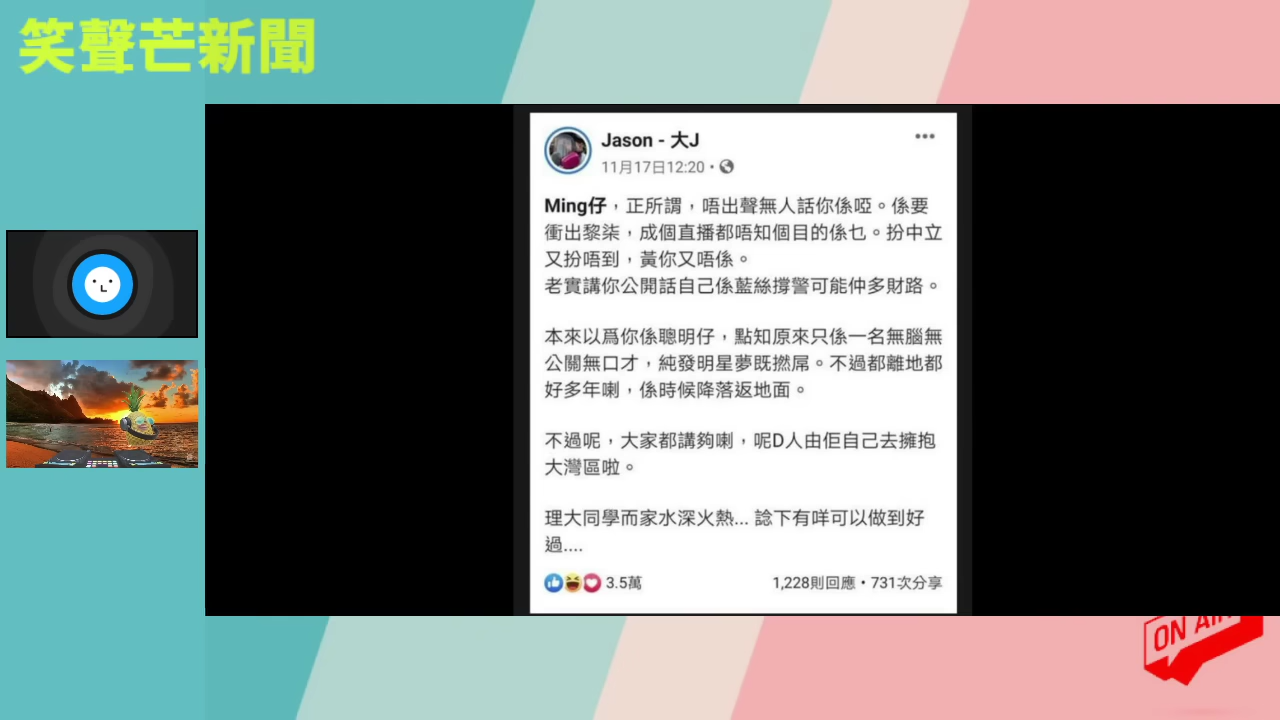 笑聲芒新聞
Jason - 大J
11月17日12:20
Ming仔，正所謂，唔出聲無人話你係啞。係要
衝出黎柒，成個直播都唔知個目的係乜。扮中立
又扮唔到，黃你又唔係。
老實講你公開話自己係藍絲撐警可能仲多財路。
本來以爲你係聰明仔，點知原來只係一名無腦無
公關無口才，純發明星夢既撚屌。不過都離地都
好多年喇，係時候降落返地面。
不過呢，大家都講夠喇，呢D人由佢自己去擁抱
大灣區啦。
理大同學而家水深火熱... 諗下有咩可以做到好
過....
3.5萬
1,228則回應・731次分享
ON AIR